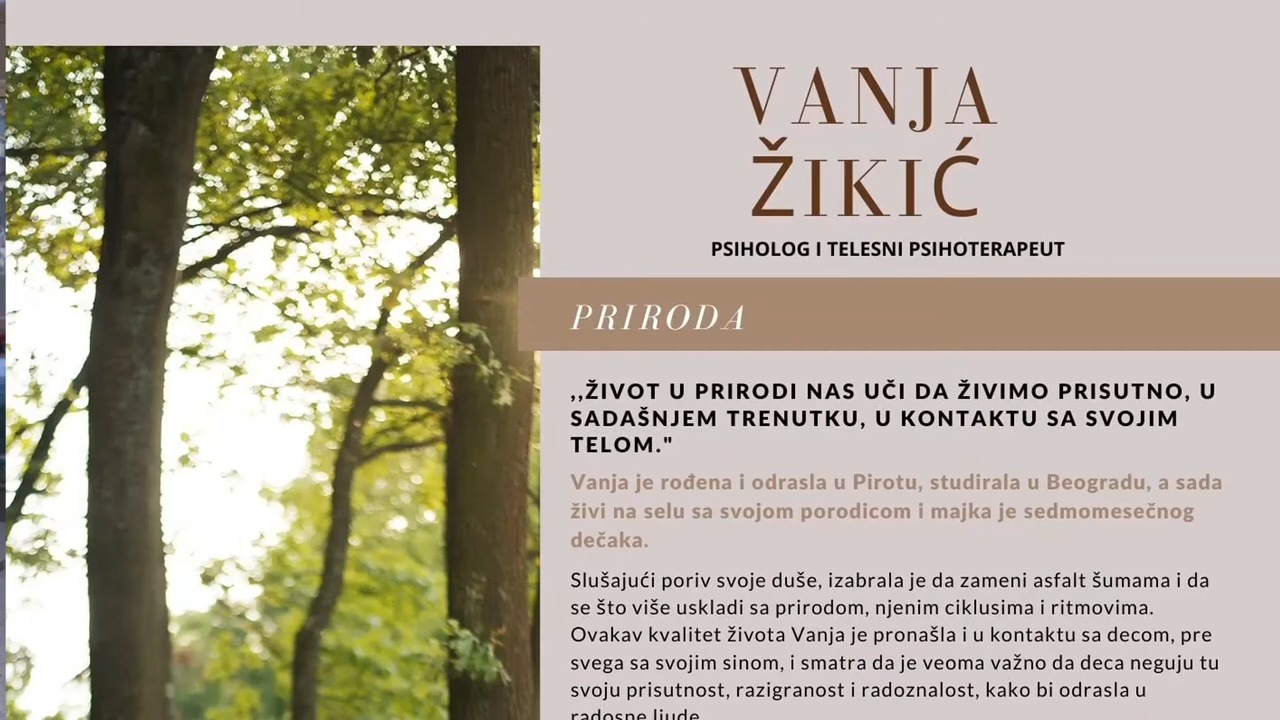 VANJA
ŽIKIĆ
PSIHOLOG I TELESNI PSIHOTERAPEUT
PRIRODA
,,ŽIVOT U PRIRODI NAS UČI DA ŽIVIMO PRISUTNO, U
SADAŠNJEM TRENUTKU, U KONTAKTU SA SVOJIM
TELOM."
Vanja je rođena i odrasla u Pirotu, studirala u Beogradu, a sada
živi na selu sa svojom porodicom i majka je sedmomesečnog
dečaka.
Slušajući poriv svoje duše, izabrala je da zameni asfalt šumama i da
se što više uskladi sa prirodom, njenim ciklusima i ritmovima.
Ovakav kvalitet života Vanja je pronašla i u kontaktu sa decom, pre
svega sa svojim sinom, i smatra da je veoma važno da deca neguju tu
svoju prisutnost, razigranost i radoznalost, kako bi odrasla u
radosne ljude.